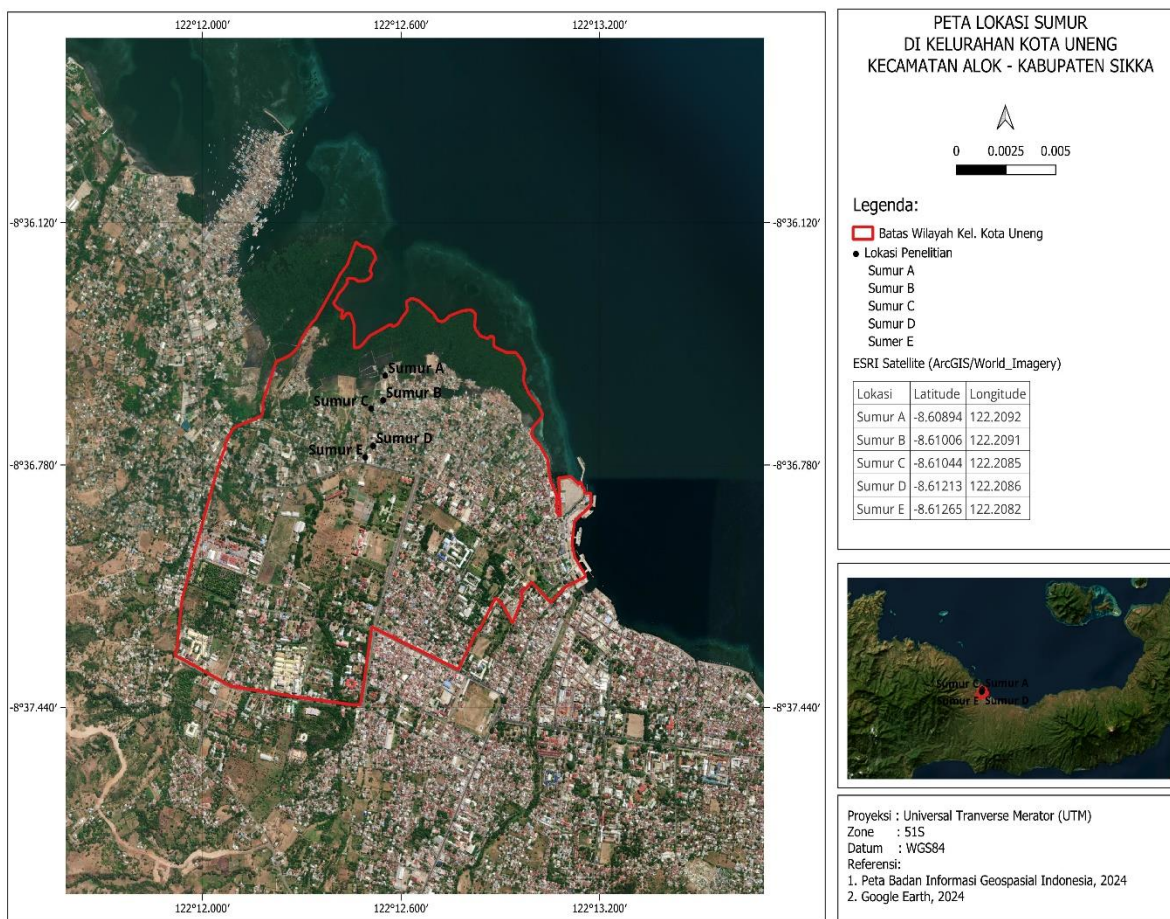 122°12.000' 122°12.600' 122°13.200'
-8°36.120' -8°36.120'
Sumur A
Sumur B
Sumur C
Sumur D
Sumur E
-8°36.780' -8°36.780'
-8°37.440' -8°37.440'
122°12.000' 122°12.600' 122°13.200'
PETA LOKASI SUMUR
DI KELURAHAN KOTA UNENG
KECAMATAN ALOK - KABUPATEN SIKKA
0 0.0025 0.005
Legenda:
Batas Wilayah Kel. Kota Uneng
Lokasi Penelitian
Sumur A
Sumur B
Sumur C
Sumur D
Sumer E
ESRI Satellite (ArcGIS/World_Imagery)
Lokasi Latitude Longitude
Sumur A -8.60894 122.2092
Sumur B -8.61006 122.2091
Sumur C -8.61044 122.2085
Sumur D -8.61213 122.2086
Sumur E -8.61265 122.2082
Sumur C Sumur A
Sumur E Sumur D
Proyeksi : Universal Tranverse Merator (UTM)
Zone : 51S
Datum : WGS84
Referensi:
1. Peta Badan Informasi Geospasial Indonesia, 2024
2. Google Earth, 2024